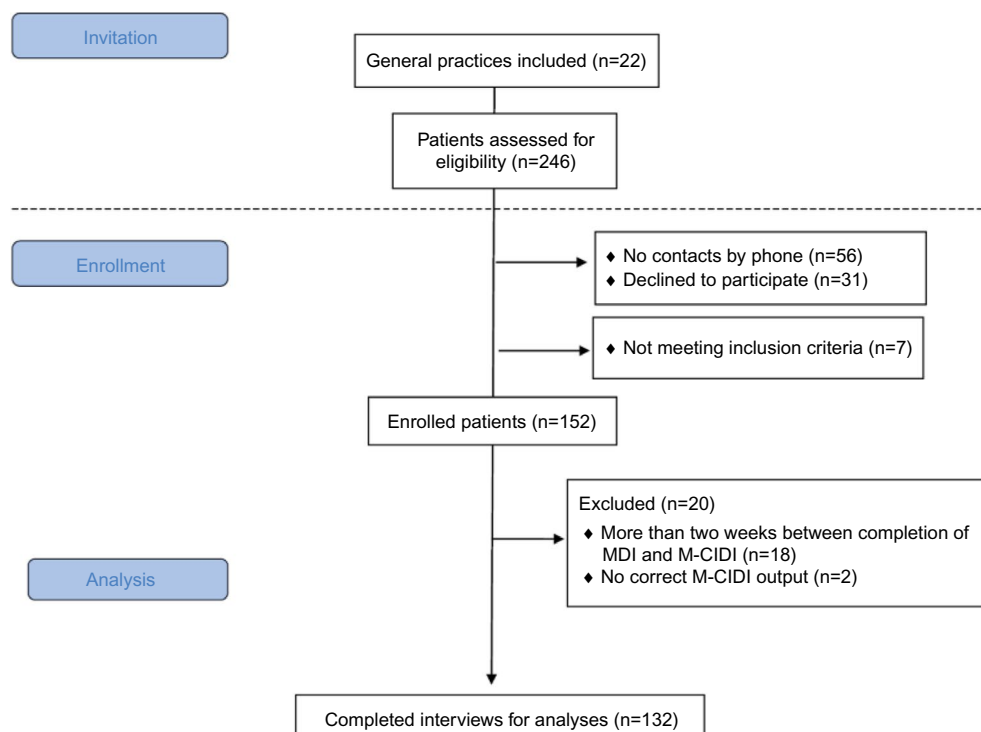 Invitation
General practices included (n=22)
Patients assessed for
eligibility (n=246)
Enrollment
♦ No contacts by phone (n=56)
♦ Declined to participate (n=31)
♦ Not meeting inclusion criteria (n=7)
Enrolled patients (n=152)
Excluded (n=20)
♦ More than two weeks between completion of
MDI and M-CIDI (n=18)
♦ No correct M-CIDI output (n=2)
Analysis
Completed interviews for analyses (n=132)